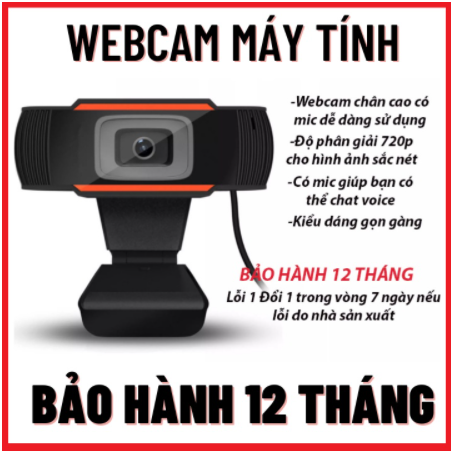 WEBCAM MÁY TÍNH
-Webcam chân cao có
mic dễ dàng sử dụng
-Độ phân giải 720p
cho hình ảnh sắc nét
-Có mic giúp bạn có
thể chat voice
-Kiểu dáng gọn gàng
BẢO HÀNH 12 THÁNG
Lỗi 1 Đổi 1 trong vòng 7 ngày nếu
lỗi do nhà sản xuất
BẢO HÀNH 12 THÁNG